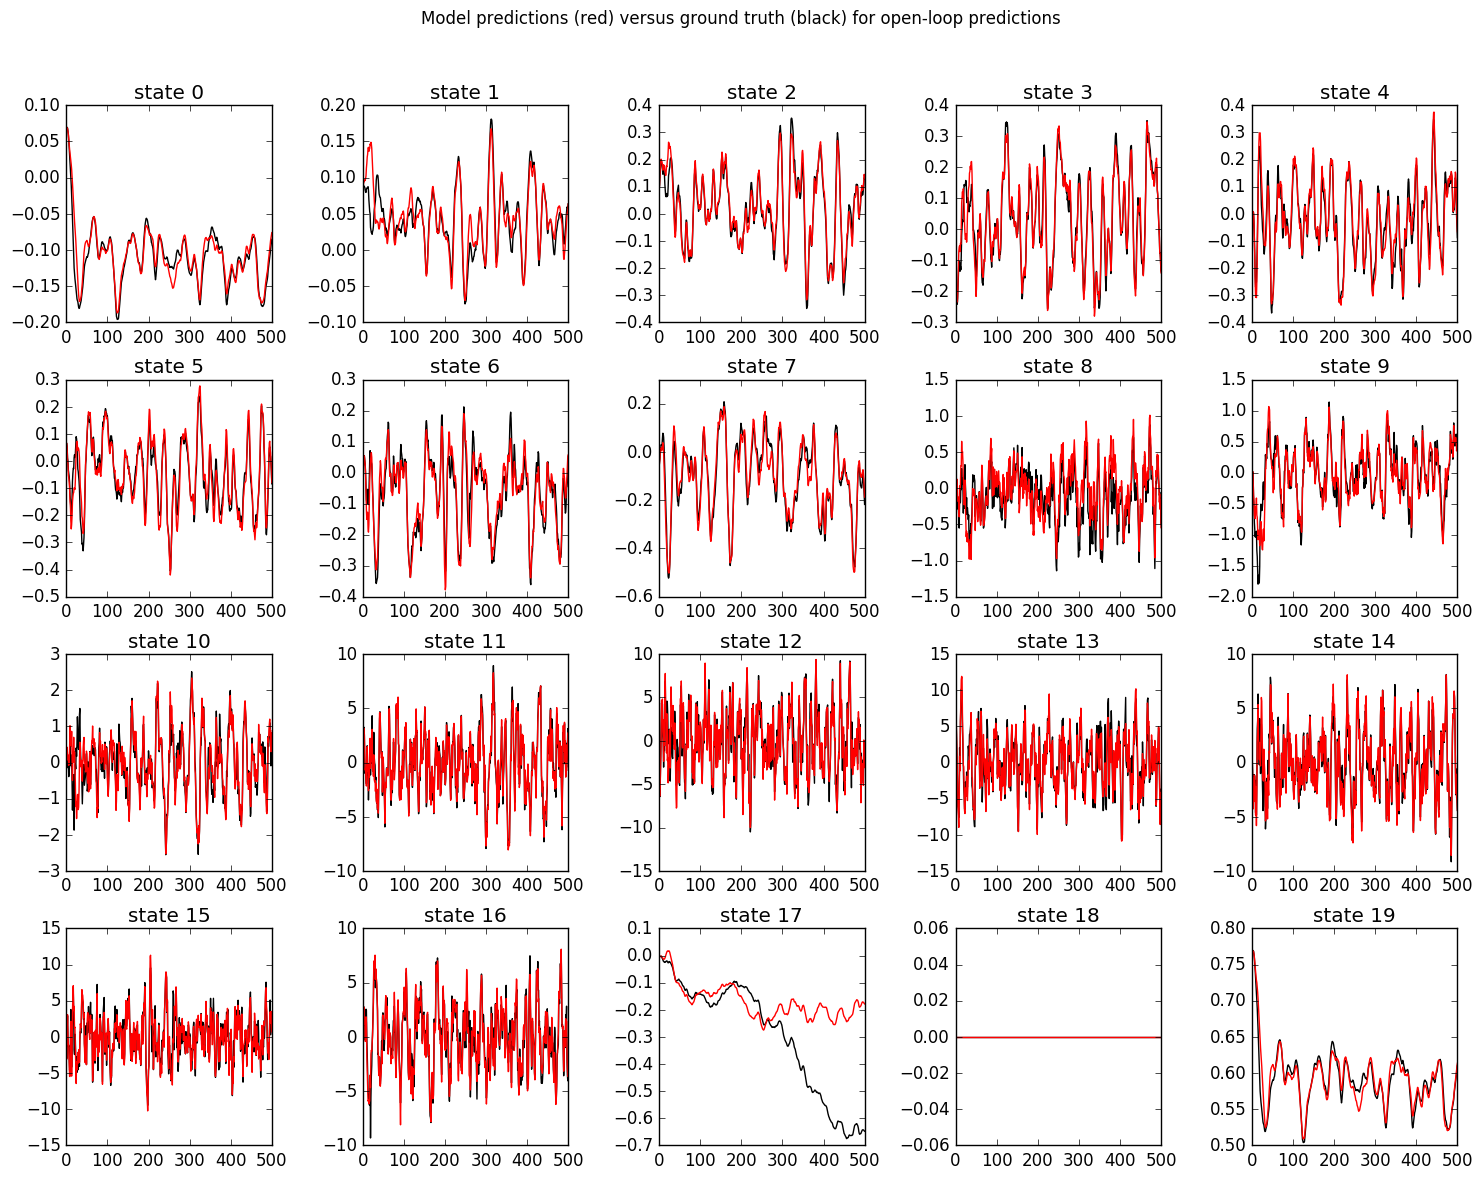 Model predictions (red) versus ground truth (black) for open-loop predictions
state 0 state 1 state 2 state 3 state 4
0.10 0.20 0.4 0.4 0.4
0.05 0.15 0.3 0.3 0.3
0.00 0.10 0.2 0.2 0.2
−0.05 0.05 0.1 0.1 0.1
−0.10 0.00 0.0 0.0 0.0
−0.15 −0.05 −0.1 −0.1 −0.1
−0.20 −0.10 −0.2 −0.2 −0.2
−0.3 −0.3 −0.3
−0.4 −0.4
0 100 200 300 400 500 0 100 200 300 400 500 0 100 200 300 400 500 0 100 200 300 400 500 0 100 200 300 400 500
state 5 state 6 state 7 state 8 state 9
0.3 0.3 0.2 1.5 1.5
0.2 0.2 0.0 1.0 1.0
0.1 0.1 −0.2 0.5 0.5
0.0 0.0 −0.4 0.0 0.0
−0.1 −0.1 −0.6 −0.5 −0.5
−0.2 −0.2 −1.0 −1.0
−0.3 −0.3 −1.5 −1.5
−0.4 −0.4 −2.0
−0.5
0 100 200 300 400 500 0 100 200 300 400 500 0 100 200 300 400 500 0 100 200 300 400 500 0 100 200 300 400 500
state 10 state 11 state 12 state 13 state 14
3 10 10 15 10
2 5 5 10 5
1 0 0 5 0
0 −5 −5 0 −5
−1 −10 −10 −5 −10
−2 −15 −10
−3 −15
0 100 200 300 400 500 0 100 200 300 400 500 0 100 200 300 400 500 0 100 200 300 400 500 0 100 200 300 400 500
state 15 state 16 state 17 state 18 state 19
15 10 0.1 0.06 0.80
10 5 0.0 0.04 0.75
5 0 −0.1 0.02 0.70
0 −5 −0.2 0.00 0.65
−5 −10 −0.3 −0.02 0.60
−10 −0.4 −0.04 0.55
−15 −0.5 −0.06 0.50
−0.6
−0.7
0 100 200 300 400 500 0 100 200 300 400 500 0 100 200 300 400 500 0 100 200 300 400 500 0 100 200 300 400 500